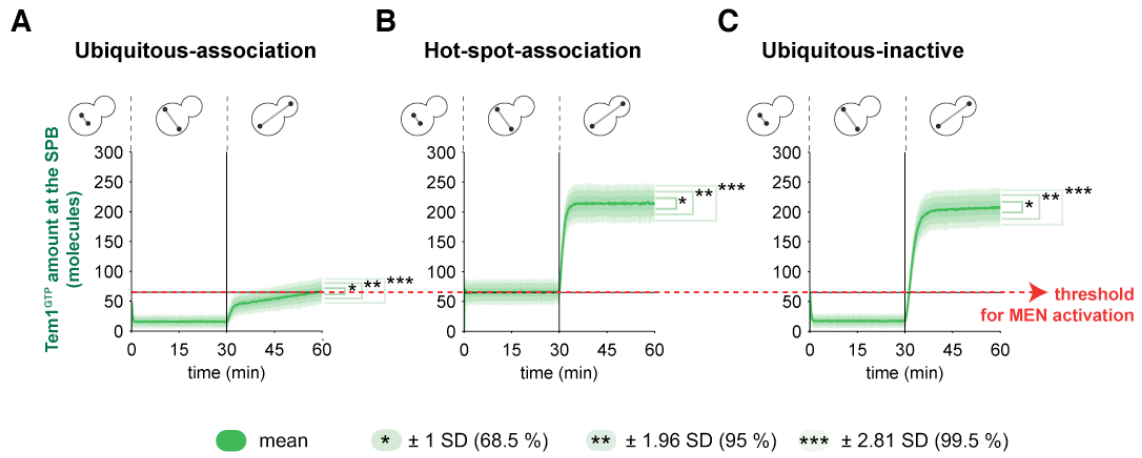 A
Ubiquitous-association
B
Hot-spot-association
C
Ubiquitous-inactive
Tem1GTP amount at the SPB
(molecules)
300
250
200
150
100
50
0
* ** ***
0 15 30 45 60
time (min)
300
250
200
150
100
50
0
* ** ***
0 15 30 45 60
time (min)
300
250
200
150
100
50
0
* ** ***
0 15 30 45 60
time (min)
threshold
for MEN activation
mean
* ± 1 SD (68.5 %)
** ± 1.96 SD (95 %)
*** ± 2.81 SD (99.5 %)